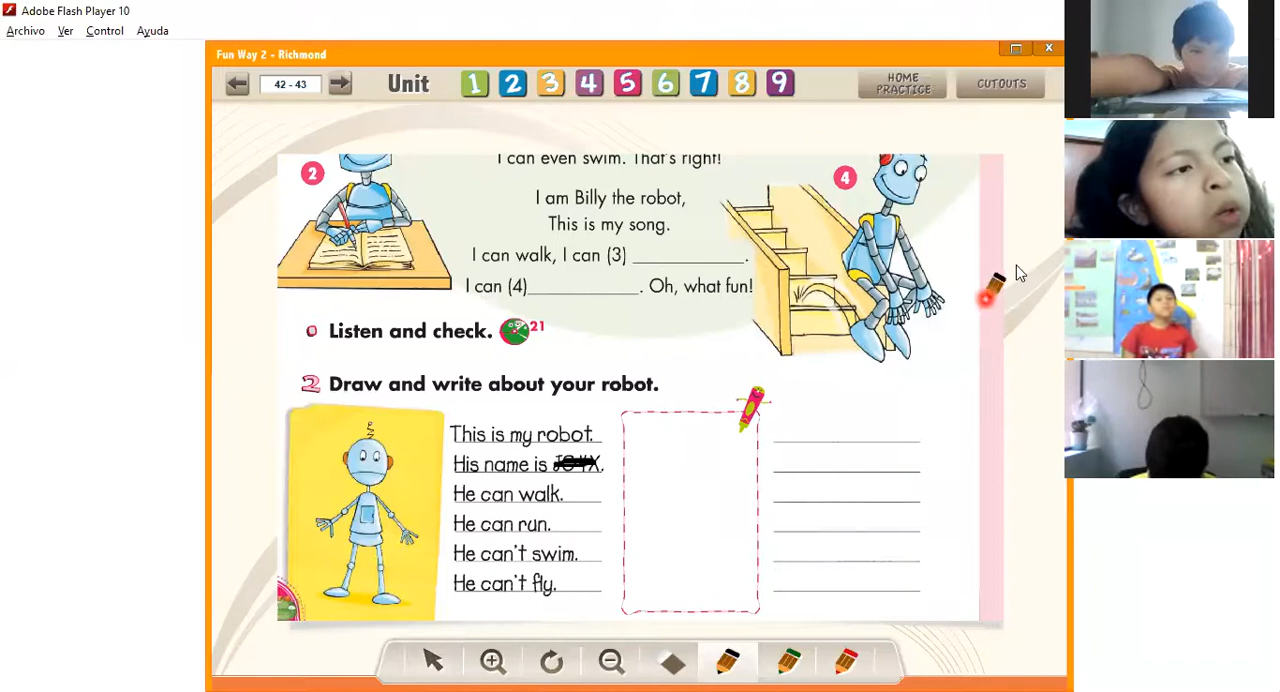 Adobe Flash Player 10
Archivo Ver Control Ayuda
Fun Way 2 - Richmond
42 - 43
Unit
1 2 3 4 5 6 7 8 9
HOME PRACTICE
CUTOUTS
2
4
I can even swim. That's right!
I am Billy the robot,
This is my song.
I can walk, I can (3) __________.
I can (4)__________. Oh, what fun!
Listen and check. 21
2 Draw and write about your robot.
This is my robot.
His name is
He can walk.
He can run.
He can't swim.
He can't fly.